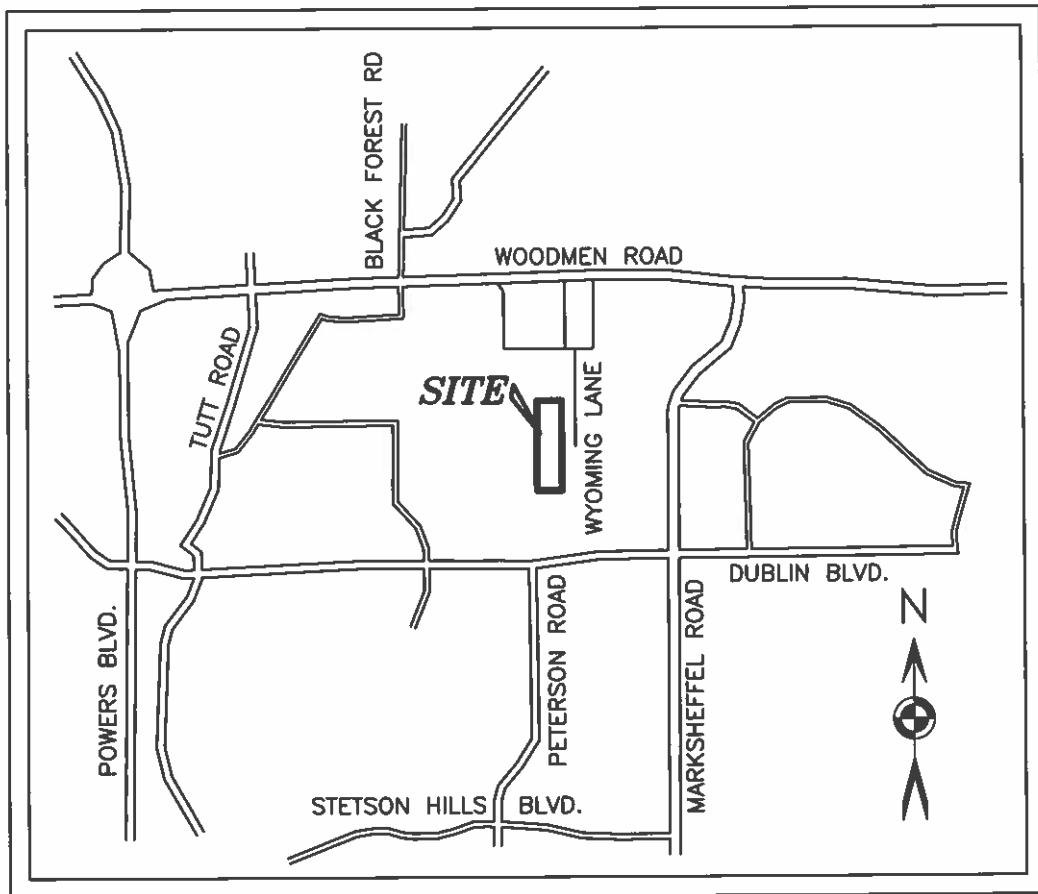 BLACK FOREST RD
WOODMEN ROAD
TUTT ROAD
SITE
WYOMING LANE
DUBLIN BLVD.
N
POWERS BLVD.
PETERSON ROAD
MARKSHEFFEL ROAD
STETSON HILLS BLVD.